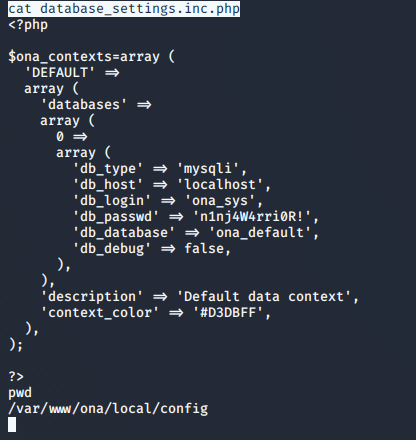 cat database_settings.inc.php
<?php

$ona_contexts=array (
  'DEFAULT' =>
  array (
    'databases' =>
    array (
      0 =>
      array (
        'db_type' => 'mysqli',
        'db_host' => 'localhost',
        'db_login' => 'ona_sys',
        'db_passwd' => 'n1nj4W4rri0R!',
        'db_database' => 'ona_default',
        'db_debug' => false,
      ),
    ),
    'description' => 'Default data context',
    'context_color' => '#D3DBFF',
  ),
);

?>
pwd
/var/www/ona/local/config